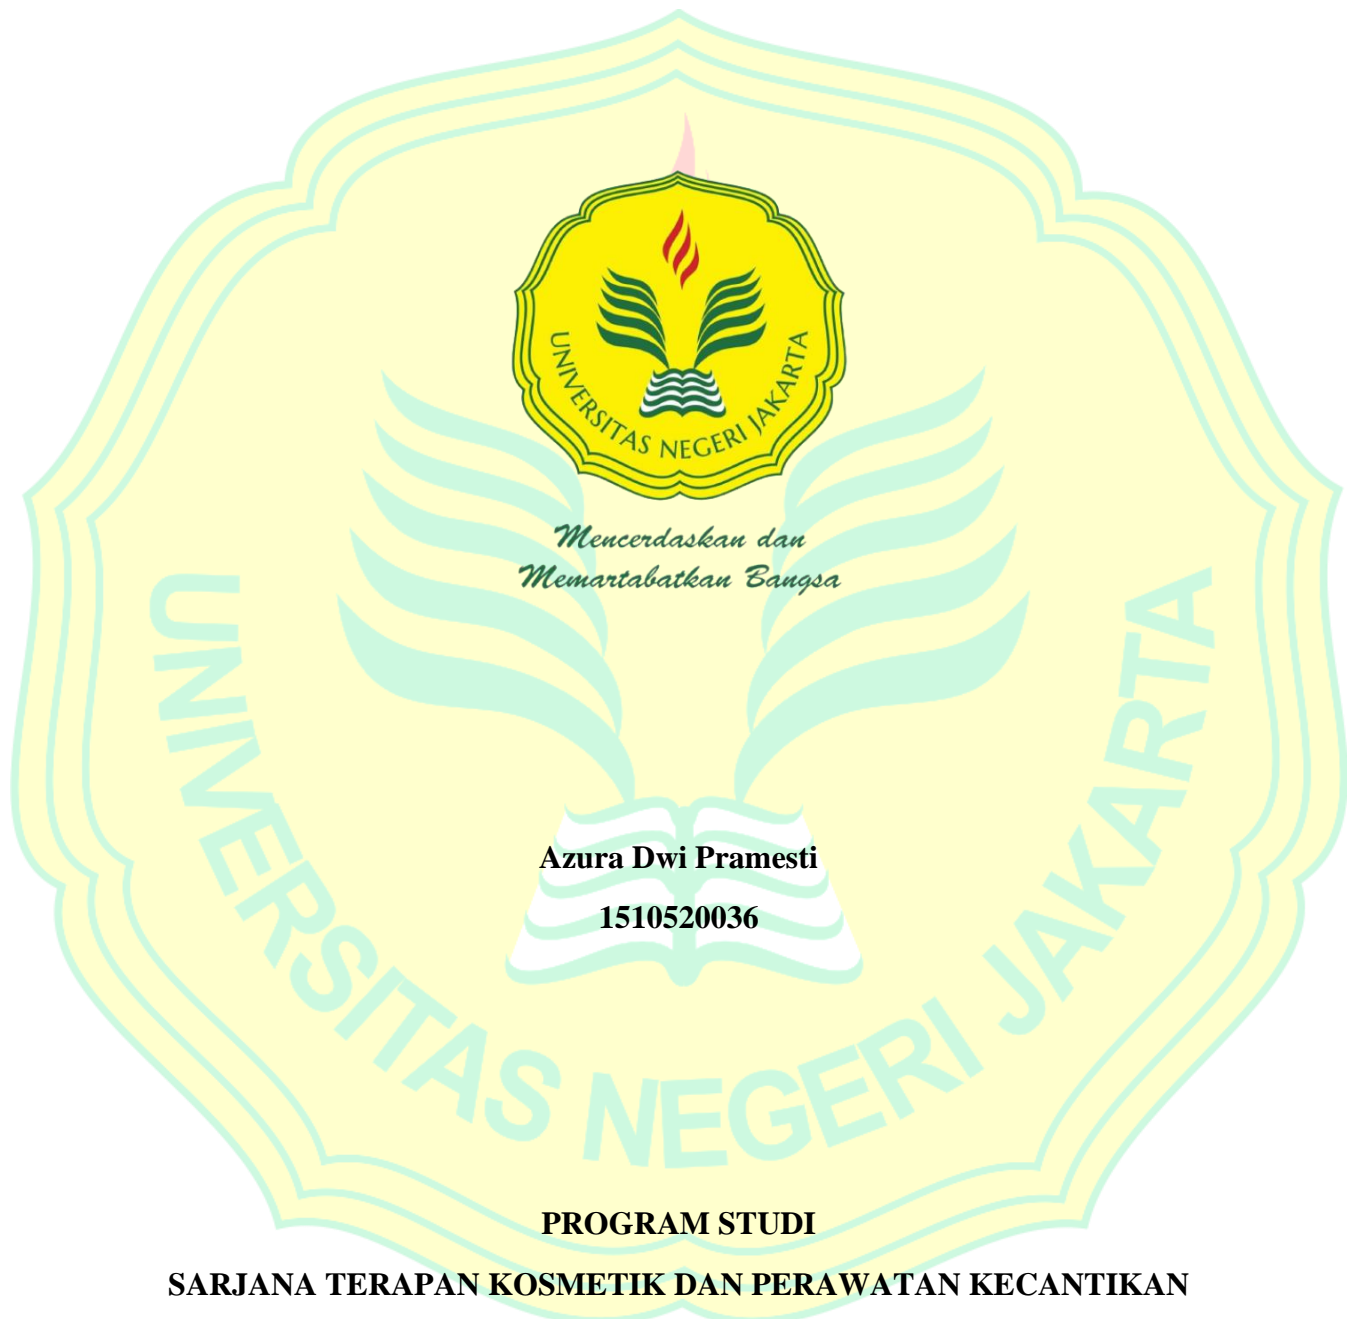 UNIVERSITAS NEGERI JAKARTA
Mencerdaskan dan
Memartabatkan Bangsa
UNIVERSITAS NEGERI JAKARTA
Azura Dwi Pramesti
1510520036
PROGRAM STUDI
SARJANA TERAPAN KOSMETIK DAN PERAWATAN KECANTIKAN